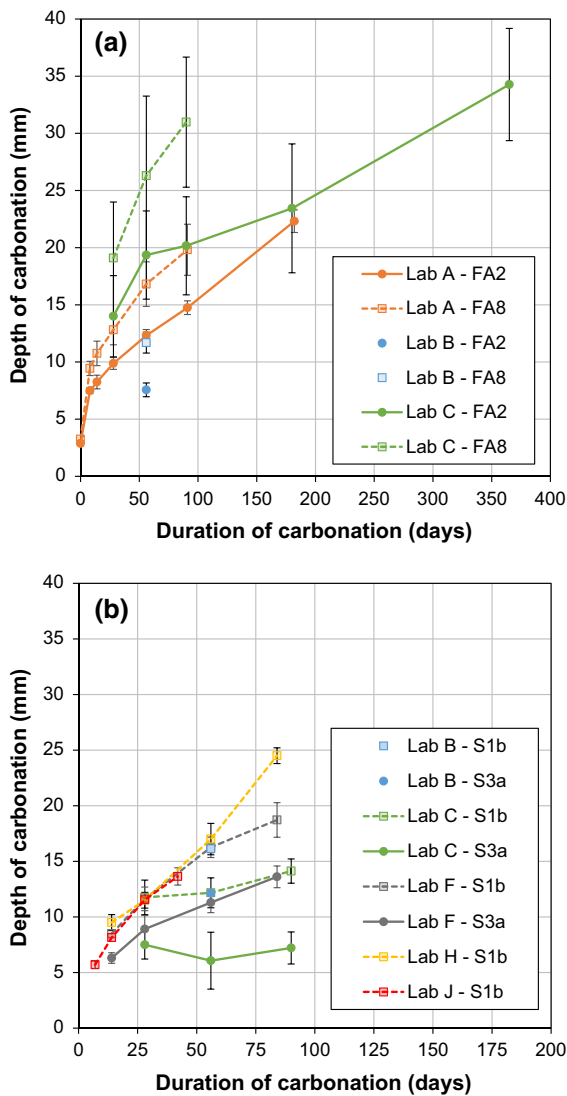 (a)
40
35
30
25
20
15
10
5
0
Depth of carbonation (mm)
Lab A - FA2
Lab A - FA8
Lab B - FA2
Lab B - FA8
Lab C - FA2
Lab C - FA8
0 50 100 150 200 250 300 350 400
Duration of carbonation (days)
(b)
40
35
30
25
20
15
10
5
0
Depth of carbonation (mm)
Lab B - S1b
Lab B - S3a
Lab C - S1b
Lab C - S3a
Lab F - S1b
Lab F - S3a
Lab H - S1b
Lab J - S1b
0 25 50 75 100 125 150 175 200
Duration of carbonation (days)